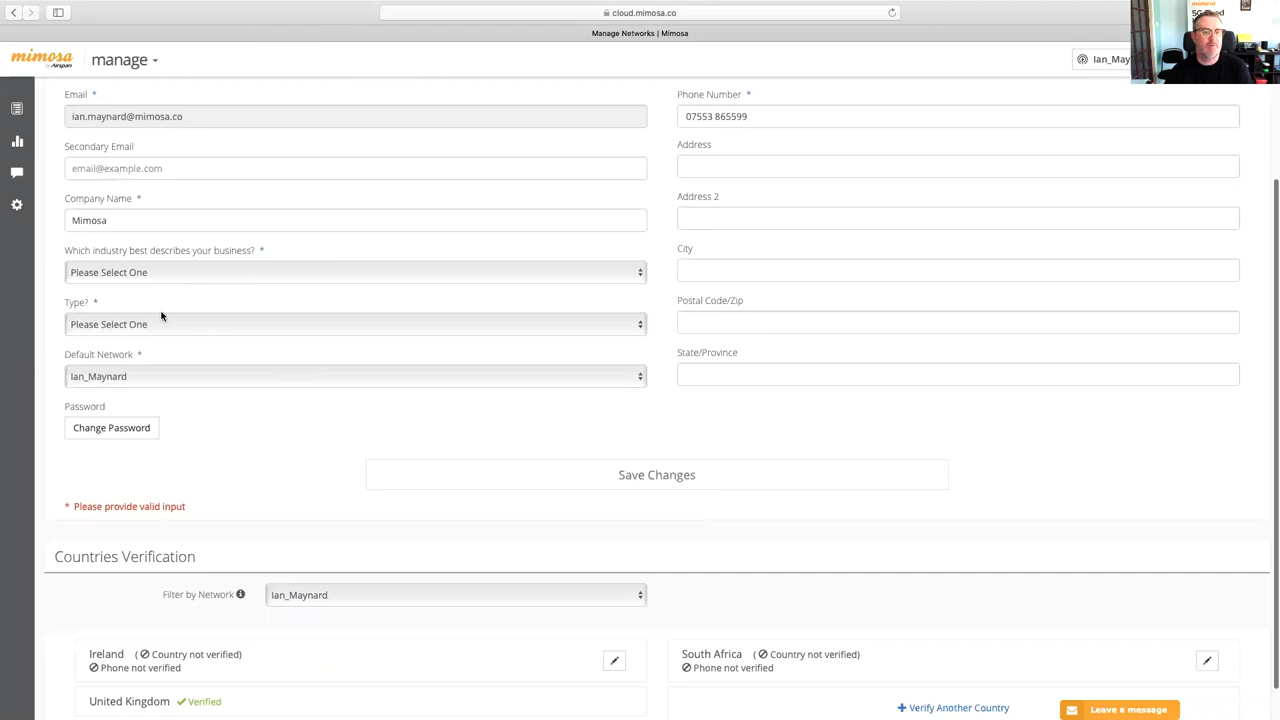 cloud.mimosa.co
Manage Networks | Mimosa
mimosa
by Airspan
manage
Ian_May
mimosa
Email *
ian.maynard@mimosa.co
Phone Number *
07553 865599
Secondary Email
email@example.com
Address
Company Name *
Mimosa
Address 2
Which industry best describes your business? *
Please Select One
City
Type? *
Please Select One
Postal Code/Zip
Default Network *
Ian_Maynard
State/Province
Password
Change Password
Save Changes
* Please provide valid input
Countries Verification
Filter by Network
Ian_Maynard
Ireland ( Country not verified)
Phone not verified
South Africa ( Country not verified)
Phone not verified
United Kingdom Verified
Verify Another Country
Leave a message